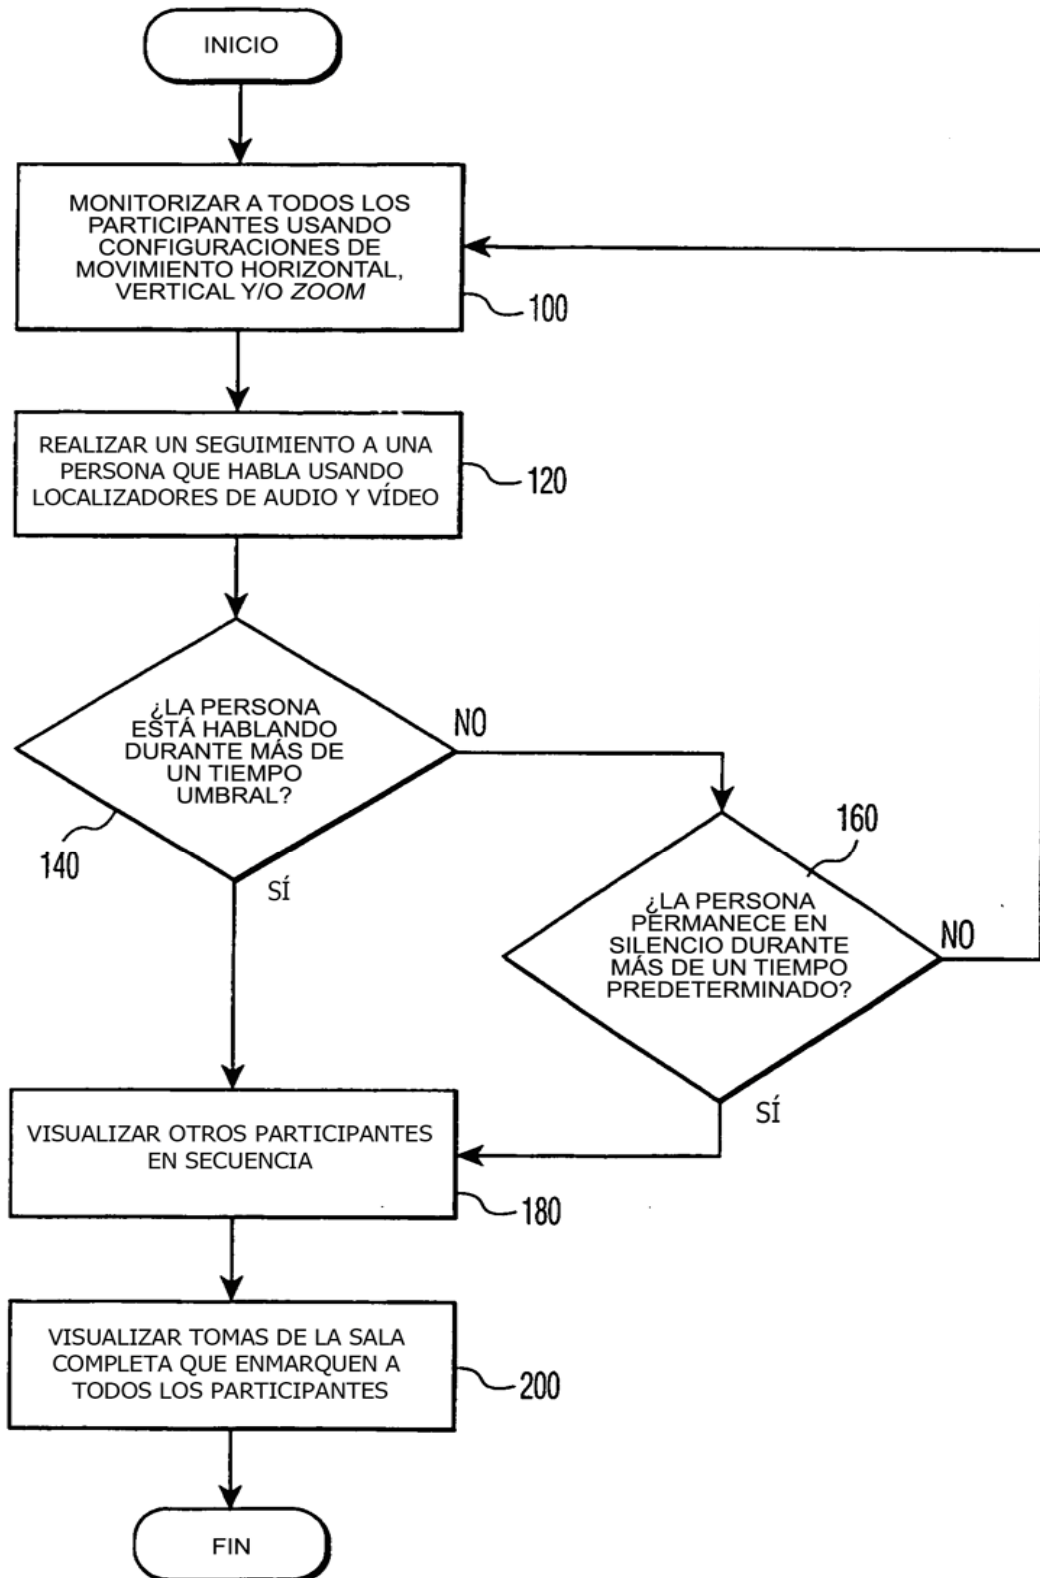 INICIO
MONITORIZAR A TODOS LOS
PARTICIPANTES USANDO
CONFIGURACIONES DE
MOVIMIENTO HORIZONTAL,
VERTICAL Y/O ZOOM
100
REALIZAR UN SEGUIMIENTO A UNA
PERSONA QUE HABLA USANDO
LOCALIZADORES DE AUDIO Y VÍDEO
120
¿LA PERSONA
ESTÁ HABLANDO
DURANTE MÁS DE
UN TIEMPO
UMBRAL?
NO
140
SÍ
160
¿LA PERSONA
PERMANECE EN
SILENCIO DURANTE
MÁS DE UN TIEMPO
PREDETERMINADO?
NO
SÍ
VISUALIZAR OTROS PARTICIPANTES
EN SECUENCIA
180
VISUALIZAR TOMAS DE LA SALA
COMPLETA QUE ENMARQUEN A
TODOS LOS PARTICIPANTES
200
FIN